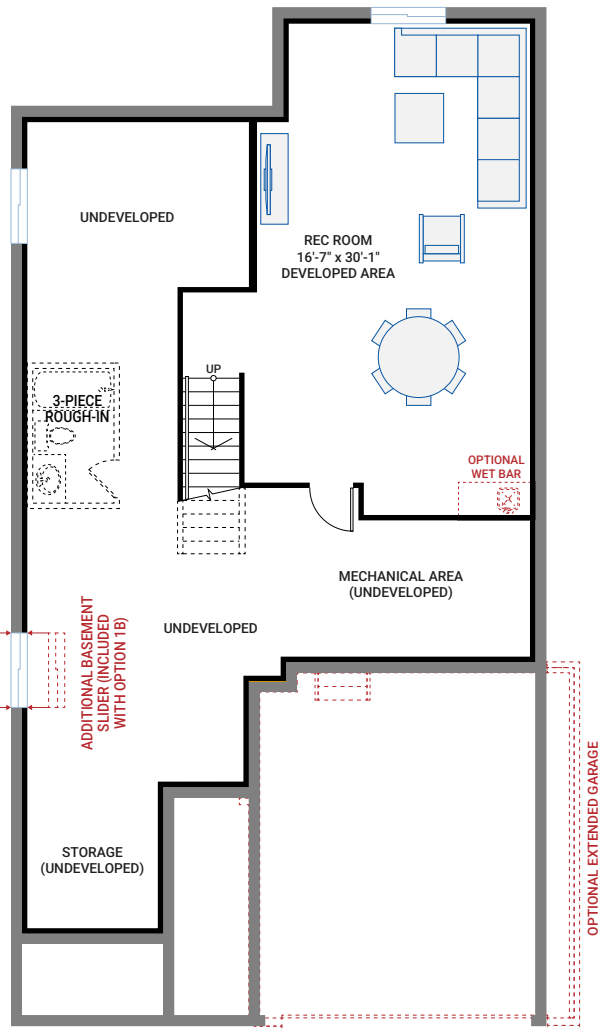 UNDEVELOPED
REC ROOM
16'-7" x 30'-1"
DEVELOPED AREA
UP
3-PIECE
ROUGH-IN
OPTIONAL
WET BAR
MECHANICAL AREA
(UNDEVELOPED)
UNDEVELOPED
ADDITIONAL BASEMENT
SLIDER (INCLUDED
WITH OPTION 1B)
OPTIONAL EXTENDED GARAGE
STORAGE
(UNDEVELOPED)